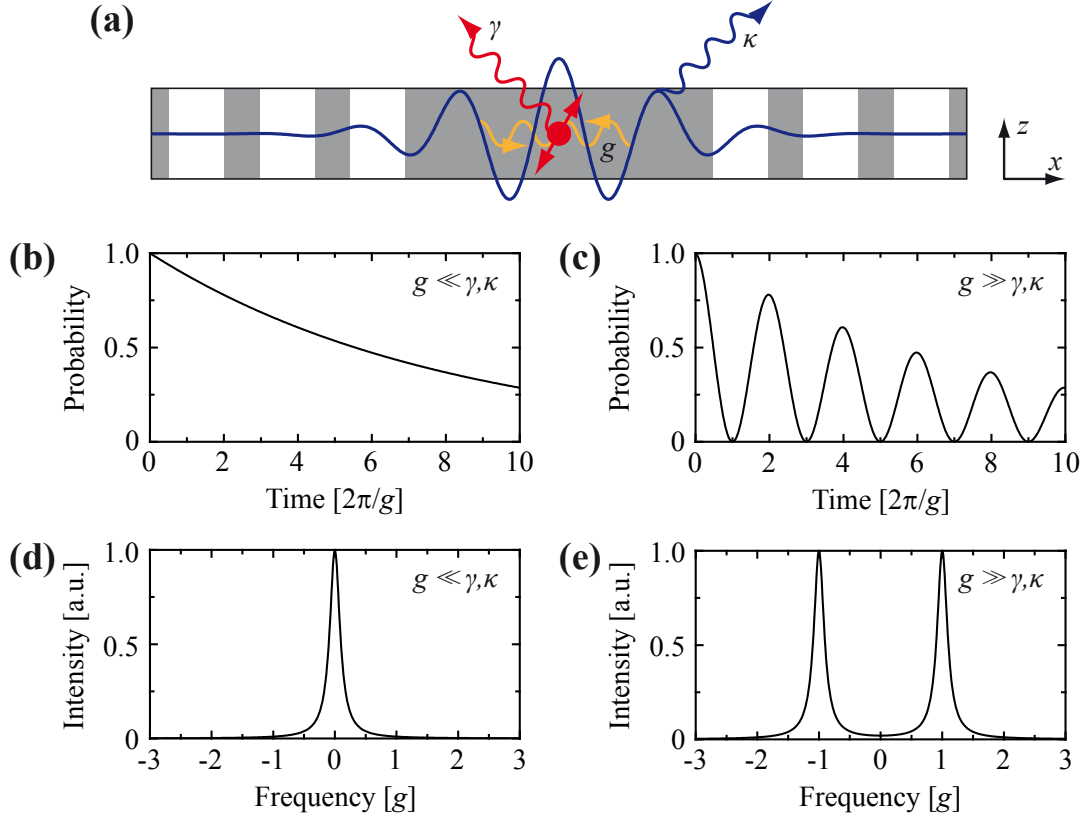 (a)
γ
κ
g
z
x
(b)
Probability
1.0
0.5
0
g ≪ γ,κ
0 2 4 6 8 10
Time [2π/g]
(c)
Probability
1.0
0.5
0
g ≫ γ,κ
0 2 4 6 8 10
Time [2π/g]
(d)
Intensity [a.u.]
1.0
0.5
0
g ≪ γ,κ
-3 -2 -1 0 1 2 3
Frequency [g]
(e)
Intensity [a.u.]
1.0
0.5
0
g ≫ γ,κ
-3 -2 -1 0 1 2 3
Frequency [g]